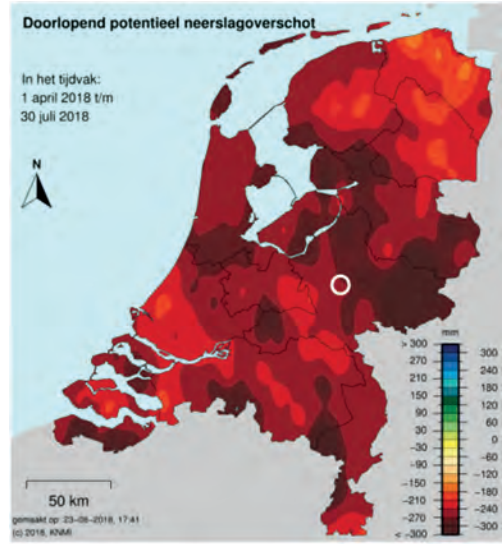 Doorlopend potentieel neerslagoverschot
In het tijdvak:
1 april 2018 t/m
30 juli 2018
N
mm
> 300
270
210
150
90
30
-30
-90
-150
-210
-270
< -300
300
240
180
120
60
0
-60
-120
-180
-240
-300
50 km
gemaakt op: 23-08-2018, 17:41
(c) 2018, KNMI